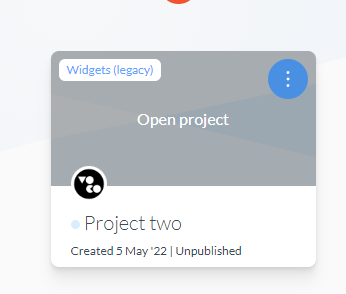 Widgets (legacy)
Open project
Project two
Created 5 May '22 | Unpublished